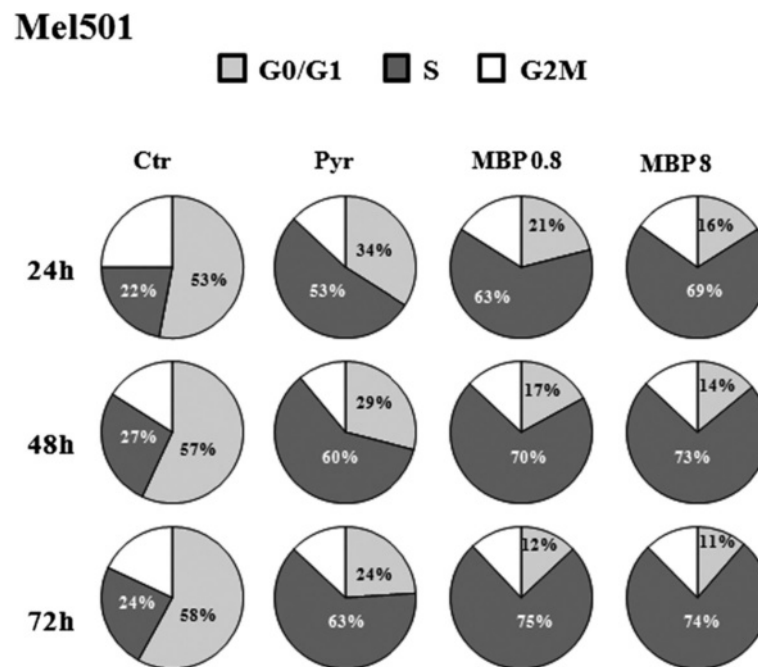 Mel501
G0/G1 S G2M
Ctr Pyr MBP 0.8 MBP 8
24h
53% 22%
34% 53%
21% 63%
16% 69%
48h
57% 27%
29% 60%
17% 70%
14% 73%
72h
58% 24%
24% 63%
12% 75%
11% 74%